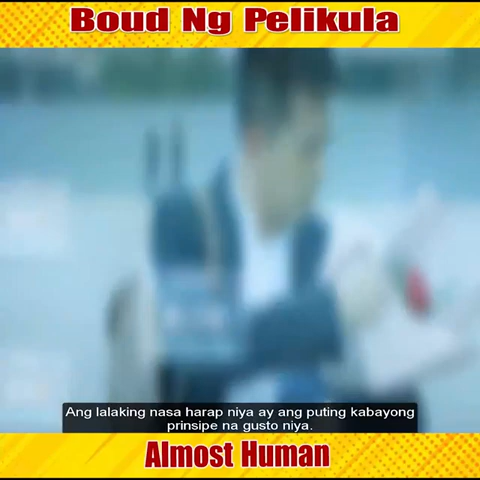 Boud Ng Pelikula
Ang lalaking nasa harap niya ay ang puting kabayong
prinsipe na gusto niya.
Almost Human